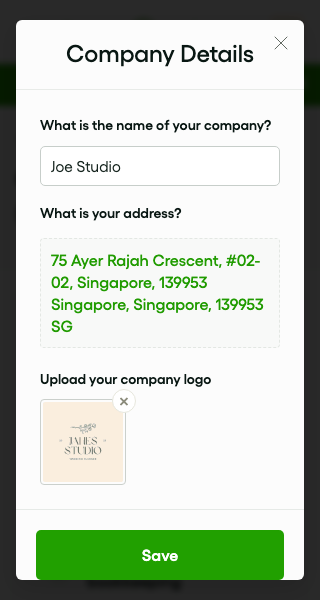 Company Details
What is the name of your company?
Joe Studio
What is your address?
75 Ayer Rajah Crescent, #02-
02, Singapore, 139953
Singapore, Singapore, 139953
SG
Upload your company logo
STUDIO
Save